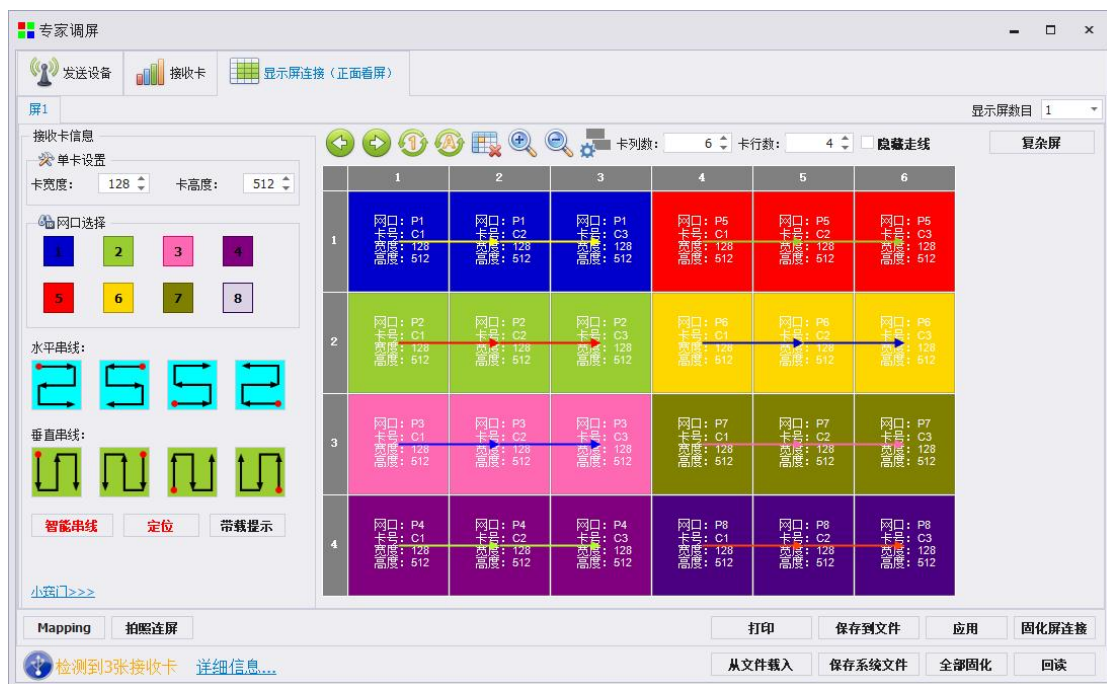 专家调屏
发送设备 接收卡 显示屏连接（正面看屏）
屏1 显示屏数目 1
接收卡信息
单卡设置
卡宽度： 128 卡高度： 512
网口选择
1 2 3 4
5 6 7 8
水平串线：
垂直串线：
智能串线 定位 带载提示
小窍门>>>
卡列数： 6 卡行数： 4 隐藏走线 复杂屏
1 2 3 4 5 6
1
网口：P1 网口：P1 网口：P1 网口：P5 网口：P5 网口：P5
卡号：C1 卡号：C2 卡号：C3 卡号：C1 卡号：C2 卡号：C3
宽度：128 宽度：128 宽度：128 宽度：128 宽度：128 宽度：128
高度：512 高度：512 高度：512 高度：512 高度：512 高度：512
2
网口：P2 网口：P2 网口：P2 网口：P6 网口：P6 网口：P6
卡号：C1 卡号：C2 卡号：C3 卡号：C1 卡号：C2 卡号：C3
宽度：128 宽度：128 宽度：128 宽度：128 宽度：128 宽度：128
高度：512 高度：512 高度：512 高度：512 高度：512 高度：512
3
网口：P3 网口：P3 网口：P3 网口：P7 网口：P7 网口：P7
卡号：C1 卡号：C2 卡号：C3 卡号：C1 卡号：C2 卡号：C3
宽度：128 宽度：128 宽度：128 宽度：128 宽度：128 宽度：128
高度：512 高度：512 高度：512 高度：512 高度：512 高度：512
4
网口：P4 网口：P4 网口：P4 网口：P8 网口：P8 网口：P8
卡号：C1 卡号：C2 卡号：C3 卡号：C1 卡号：C2 卡号：C3
宽度：128 宽度：128 宽度：128 宽度：128 宽度：128 宽度：128
高度：512 高度：512 高度：512 高度：512 高度：512 高度：512
Mapping 拍照连屏 打印 保存到文件 应用 固化屏连接
检测到3张接收卡 详细信息... 从文件载入 保存系统文件 全部固化 回读